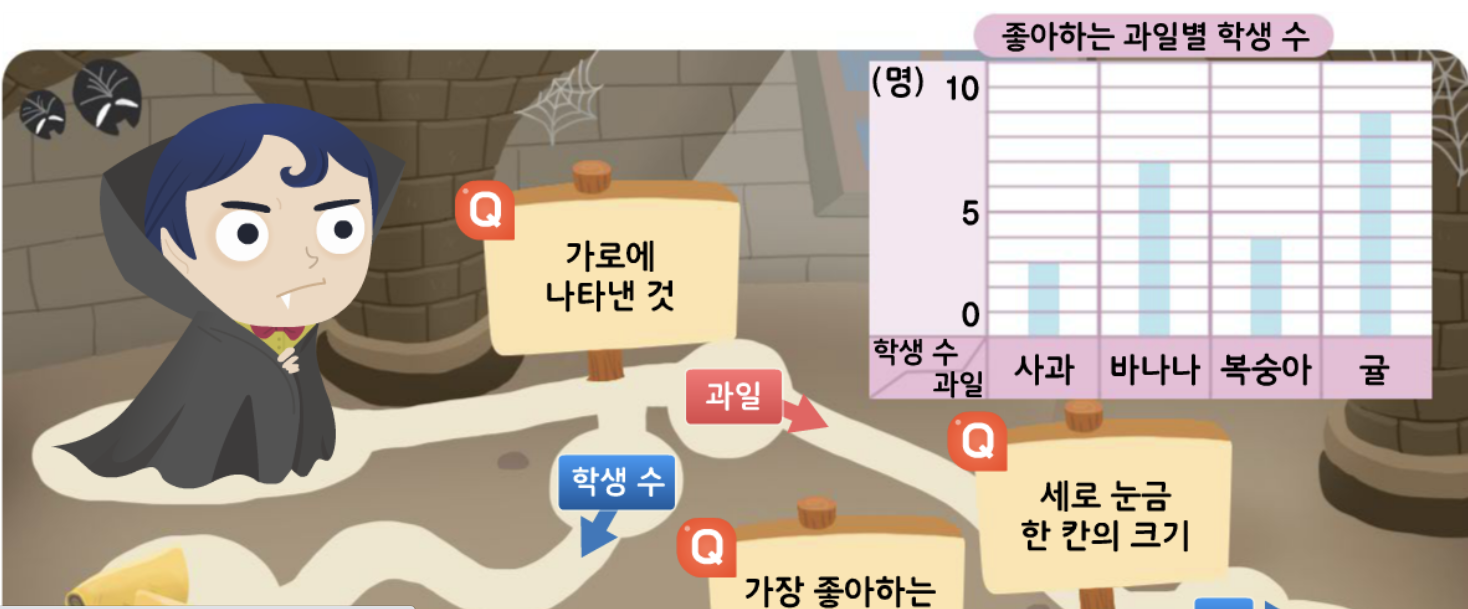 좋아하는 과일별 학생 수
(명)
10
5
0
학생 수
과일
사과
바나나
복숭아
귤
Q
가로에
나타낸 것
과일
학생 수
Q
세로 눈금
한 칸의 크기
Q
가장 좋아하는